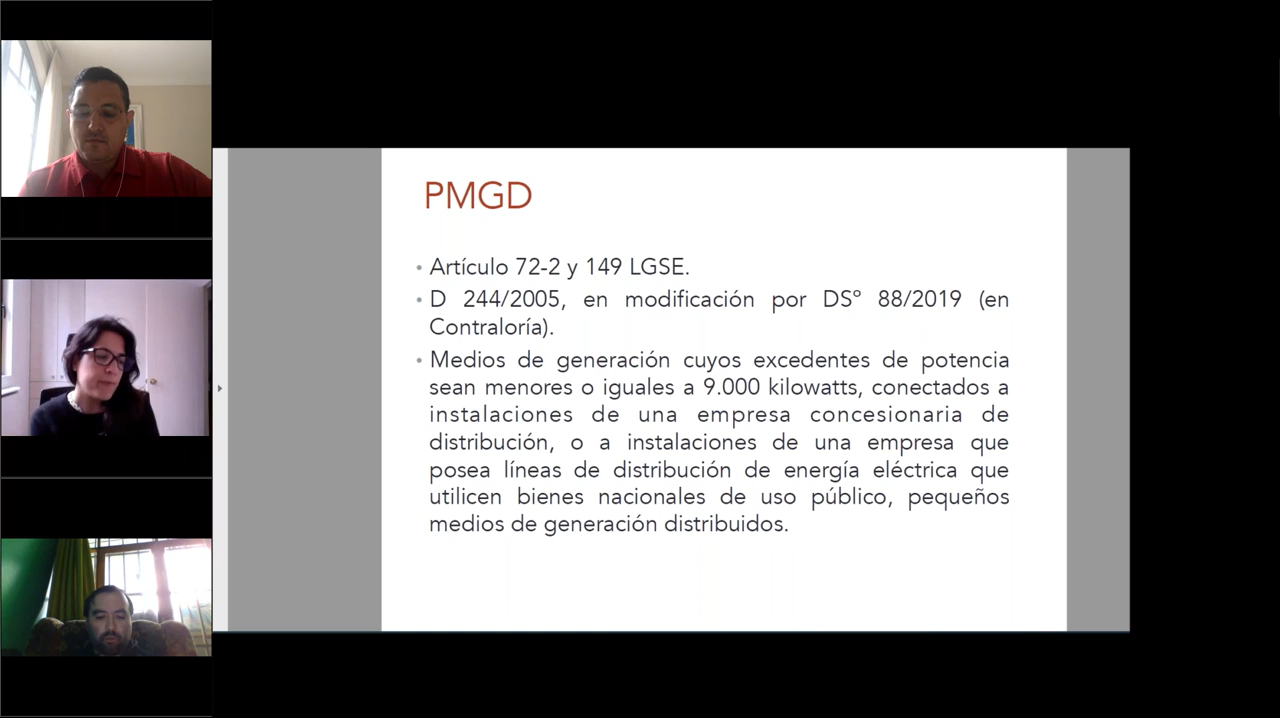 PMGD
• Artículo 72-2 y 149 LGSE.
• D 244/2005, en modificación por DSº 88/2019 (en
Contraloría).
• Medios de generación cuyos excedentes de potencia
sean menores o iguales a 9.000 kilowatts, conectados a
instalaciones de una empresa concesionaria de
distribución, o a instalaciones de una empresa que
posea líneas de distribución de energía eléctrica que
utilicen bienes nacionales de uso público, pequeños
medios de generación distribuidos.